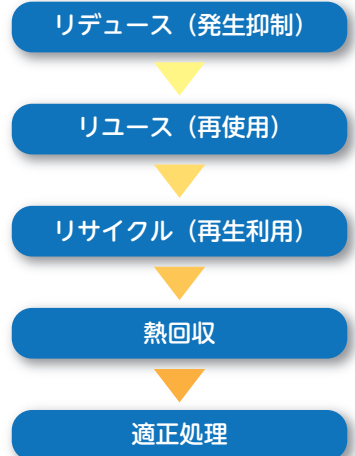 リデュース（発生抑制）
リユース（再使用）
リサイクル（再生利用）
熱回収
適正処理